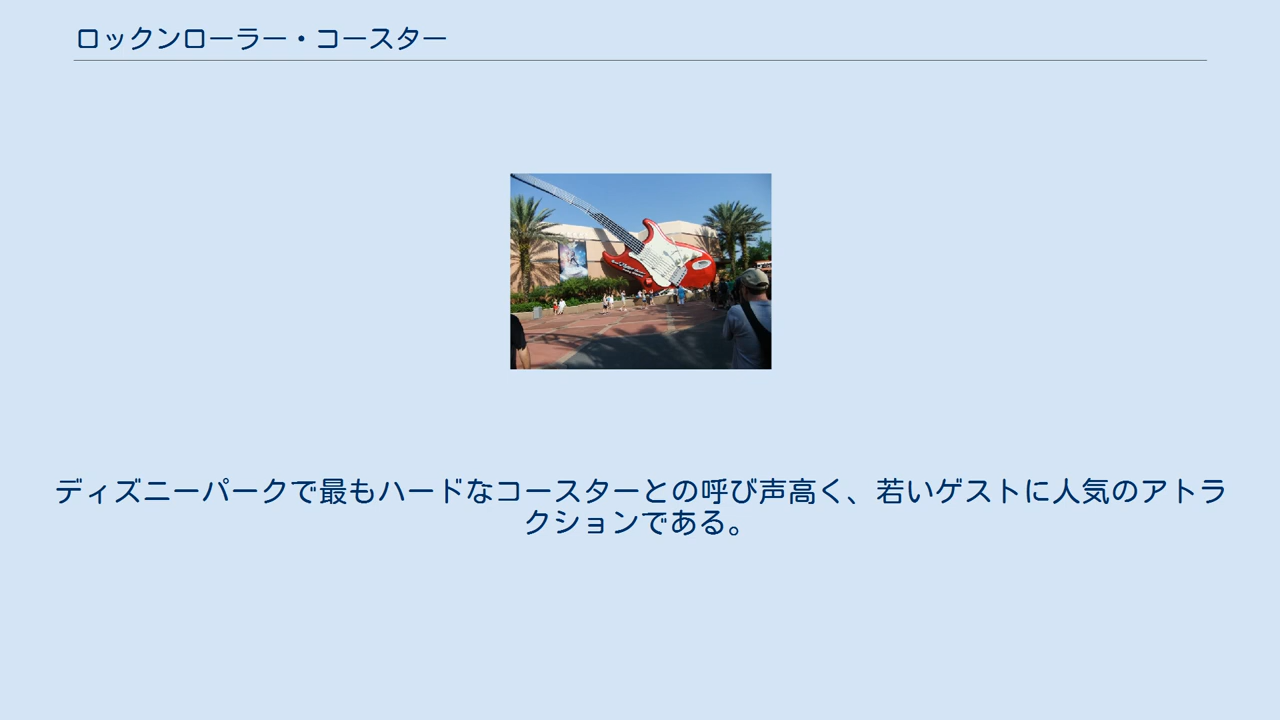 ロックンローラー・コースター
ディズニーパークで最もハードなコースターとの呼び声高く、若いゲストに人気のアトラ
クションである。